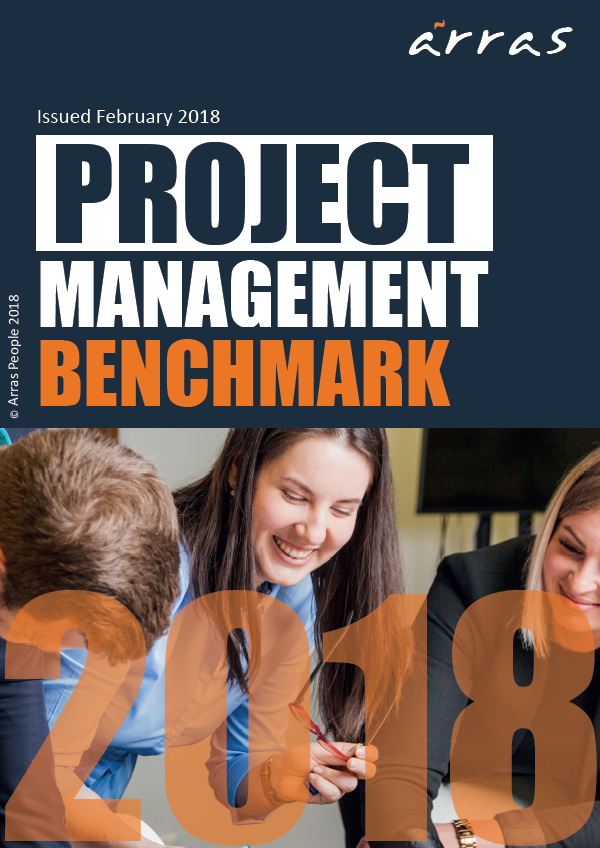 arras
Issued February 2018
PROJECT
MANAGEMENT
BENCHMARK
© Arras People 2018
2018